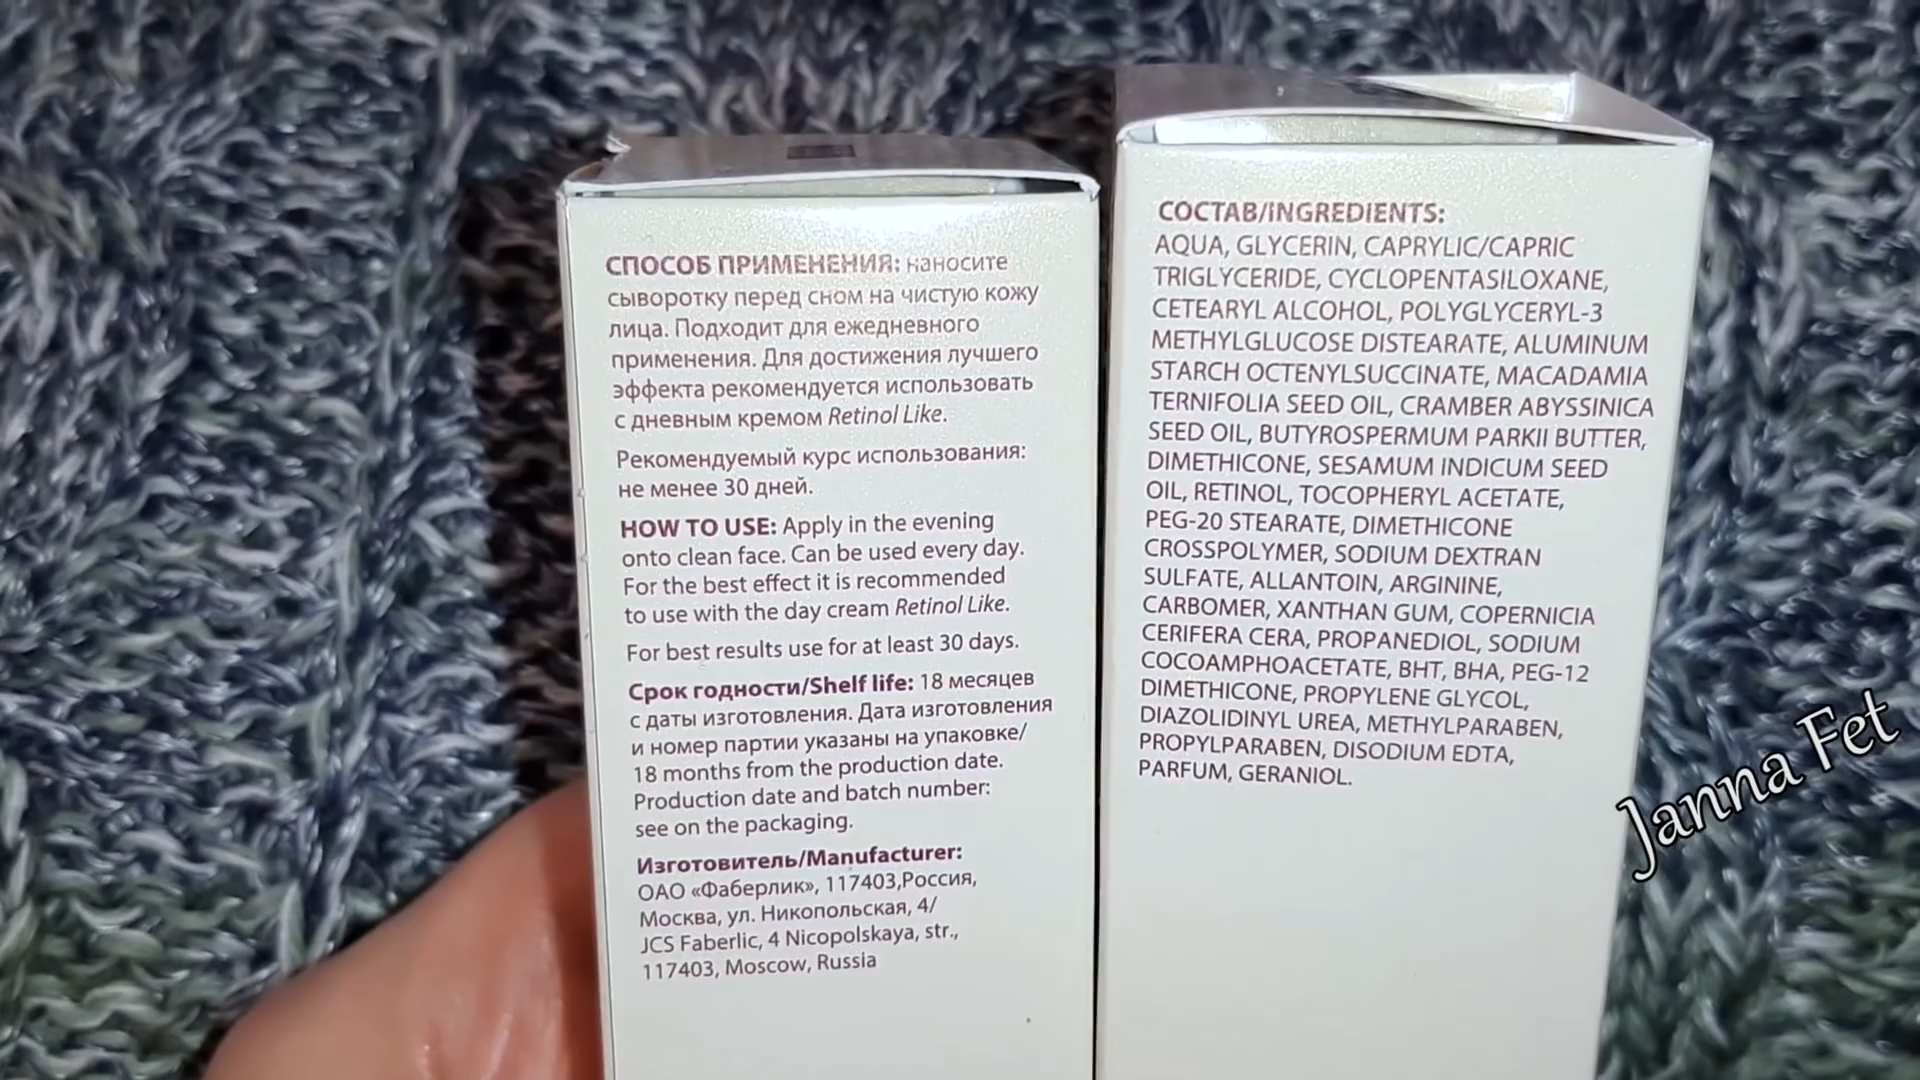 СПОСОБ ПРИМЕНЕНИЯ: наносите
сыворотку перед сном на чистую кожу
лица. Подходит для ежедневного
применения. Для достижения лучшего
эффекта рекомендуется использовать
с дневным кремом Retinol Like.
Рекомендуемый курс использования:
не менее 30 дней.
HOW TO USE: Apply in the evening
onto clean face. Can be used every day.
For the best effect it is recommended
to use with the day cream Retinol Like.
For best results use for at least 30 days.
Срок годности/Shelf life: 18 месяцев
с даты изготовления. Дата изготовления
и номер партии указаны на упаковке/
18 months from the production date.
Production date and batch number:
see on the packaging.
Изготовитель/Manufacturer:
ОАО «Фаберлик», 117403,Россия,
Москва, ул. Никопольская, 4/
JCS Faberlic, 4 Nicopolskaya, str.,
117403, Moscow, Russia
СОСТАВ/INGREDIENTS:
AQUA, GLYCERIN, CAPRYLIC/CAPRIC
TRIGLYCERIDE, CYCLOPENTASILOXANE,
CETEARYL ALCOHOL, POLYGLYCERYL-3
METHYLGLUCOSE DISTEARATE, ALUMINUM
STARCH OCTENYLSUCCINATE, MACADAMIA
TERNIFOLIA SEED OIL, CRAMBER ABYSSINICA
SEED OIL, BUTYROSPERMUM PARKII BUTTER,
DIMETHICONE, SESAMUM INDICUM SEED
OIL, RETINOL, TOCOPHERYL ACETATE,
PEG-20 STEARATE, DIMETHICONE
CROSSPOLYMER, SODIUM DEXTRAN
SULFATE, ALLANTOIN, ARGININE,
CARBOMER, XANTHAN GUM, COPERNICIA
CERIFERA CERA, PROPANEDIOL, SODIUM
COCOAMPHOACETATE, BHT, BHA, PEG-12
DIMETHICONE, PROPYLENE GLYCOL,
DIAZOLIDINYL UREA, METHYLPARABEN,
PROPYLPARABEN, DISODIUM EDTA,
PARFUM, GERANIOL.
Janna Fet